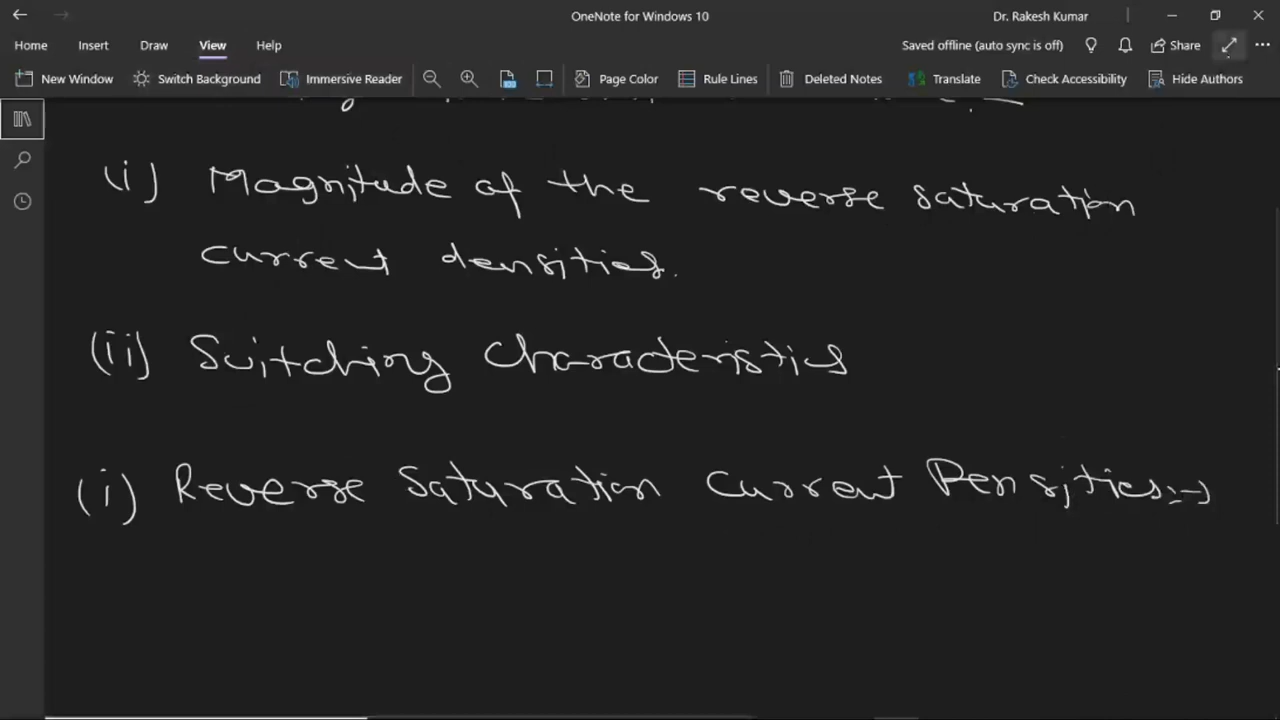 OneNote for Windows 10
Dr. Rakesh Kumar
Home Insert Draw View Help
Saved offline (auto sync is off) Share
New Window Switch Background Immersive Reader Page Color Rule Lines Deleted Notes Translate Check Accessibility Hide Authors
(i) Magnitude of the reverse saturation
current densities.
(ii) Switching Characteristics
(i) Reverse Saturation Current Densities:->